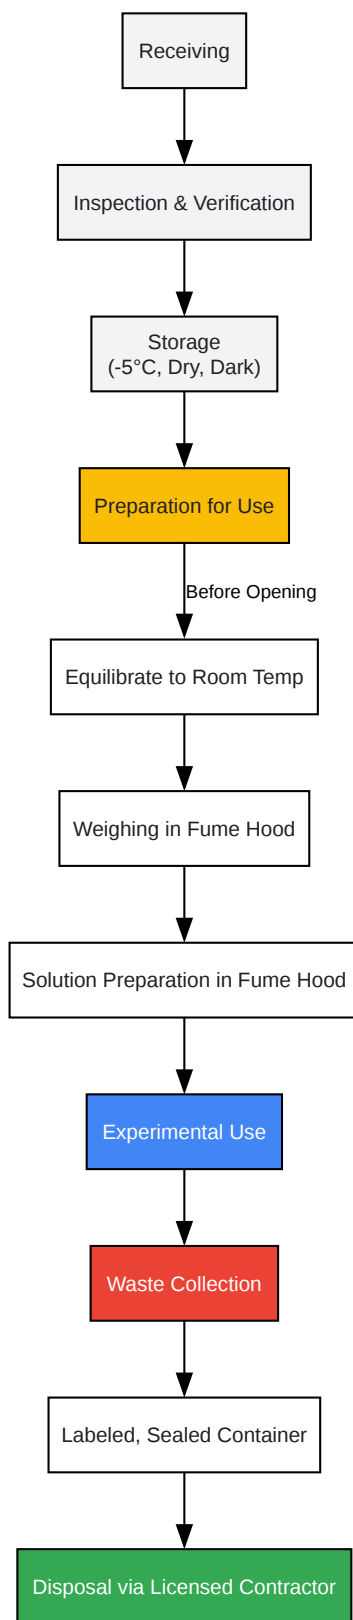 Receiving
Inspection & Verification
Storage
(-5°C, Dry, Dark)
Preparation for Use
Before Opening
Equilibrate to Room Temp
Weighing in Fume Hood
Solution Preparation in Fume Hood
Experimental Use
Waste Collection
Labeled, Sealed Container
Disposal via Licensed Contractor